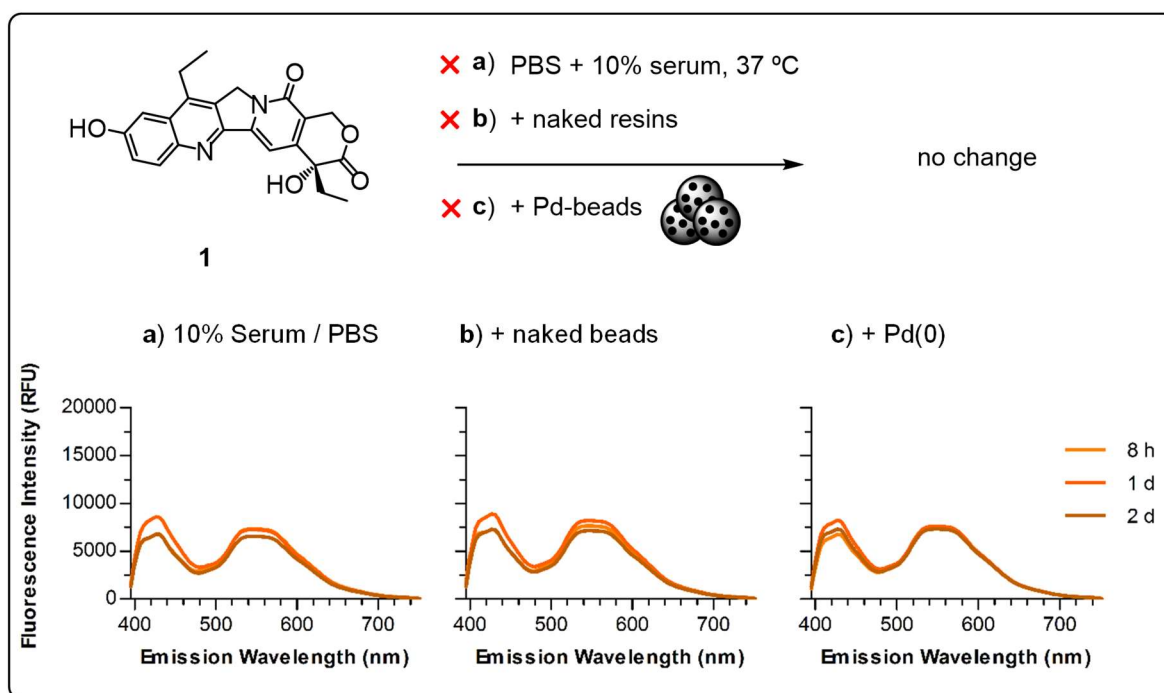 a) PBS + 10% serum, 37 ºC
b) + naked resins
c) + Pd-beads
no change
O
N
O
HO
O
N
HO
O
1
a) 10% Serum / PBS
b) + naked beads
c) + Pd(0)
Fluorescence Intensity (RFU)
20000
15000
10000
5000
0
400 500 600 700
Emission Wavelength (nm)
400 500 600 700
Emission Wavelength (nm)
400 500 600 700
Emission Wavelength (nm)
8 h
1 d
2 d